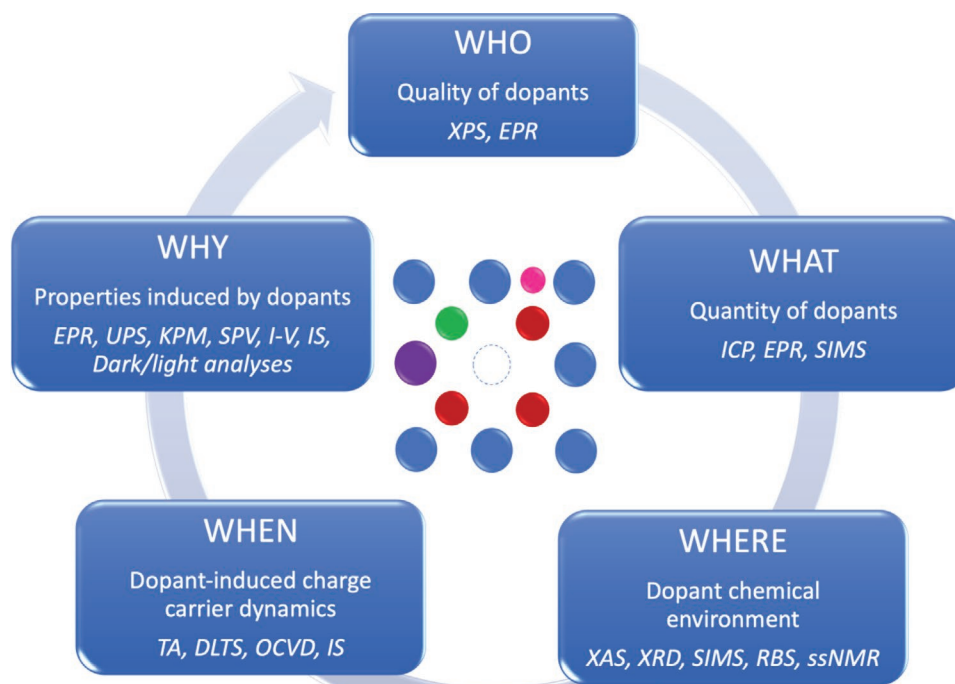 WHO
Quality of dopants
XPS, EPR
WHAT
Quantity of dopants
ICP, EPR, SIMS
WHERE
Dopant chemical
environment
XAS, XRD, SIMS, RBS, ssNMR
WHEN
Dopant-induced charge
carrier dynamics
TA, DLTS, OCVD, IS
WHY
Properties induced by dopants
EPR, UPS, KPM, SPV, I-V, IS,
Dark/light analyses